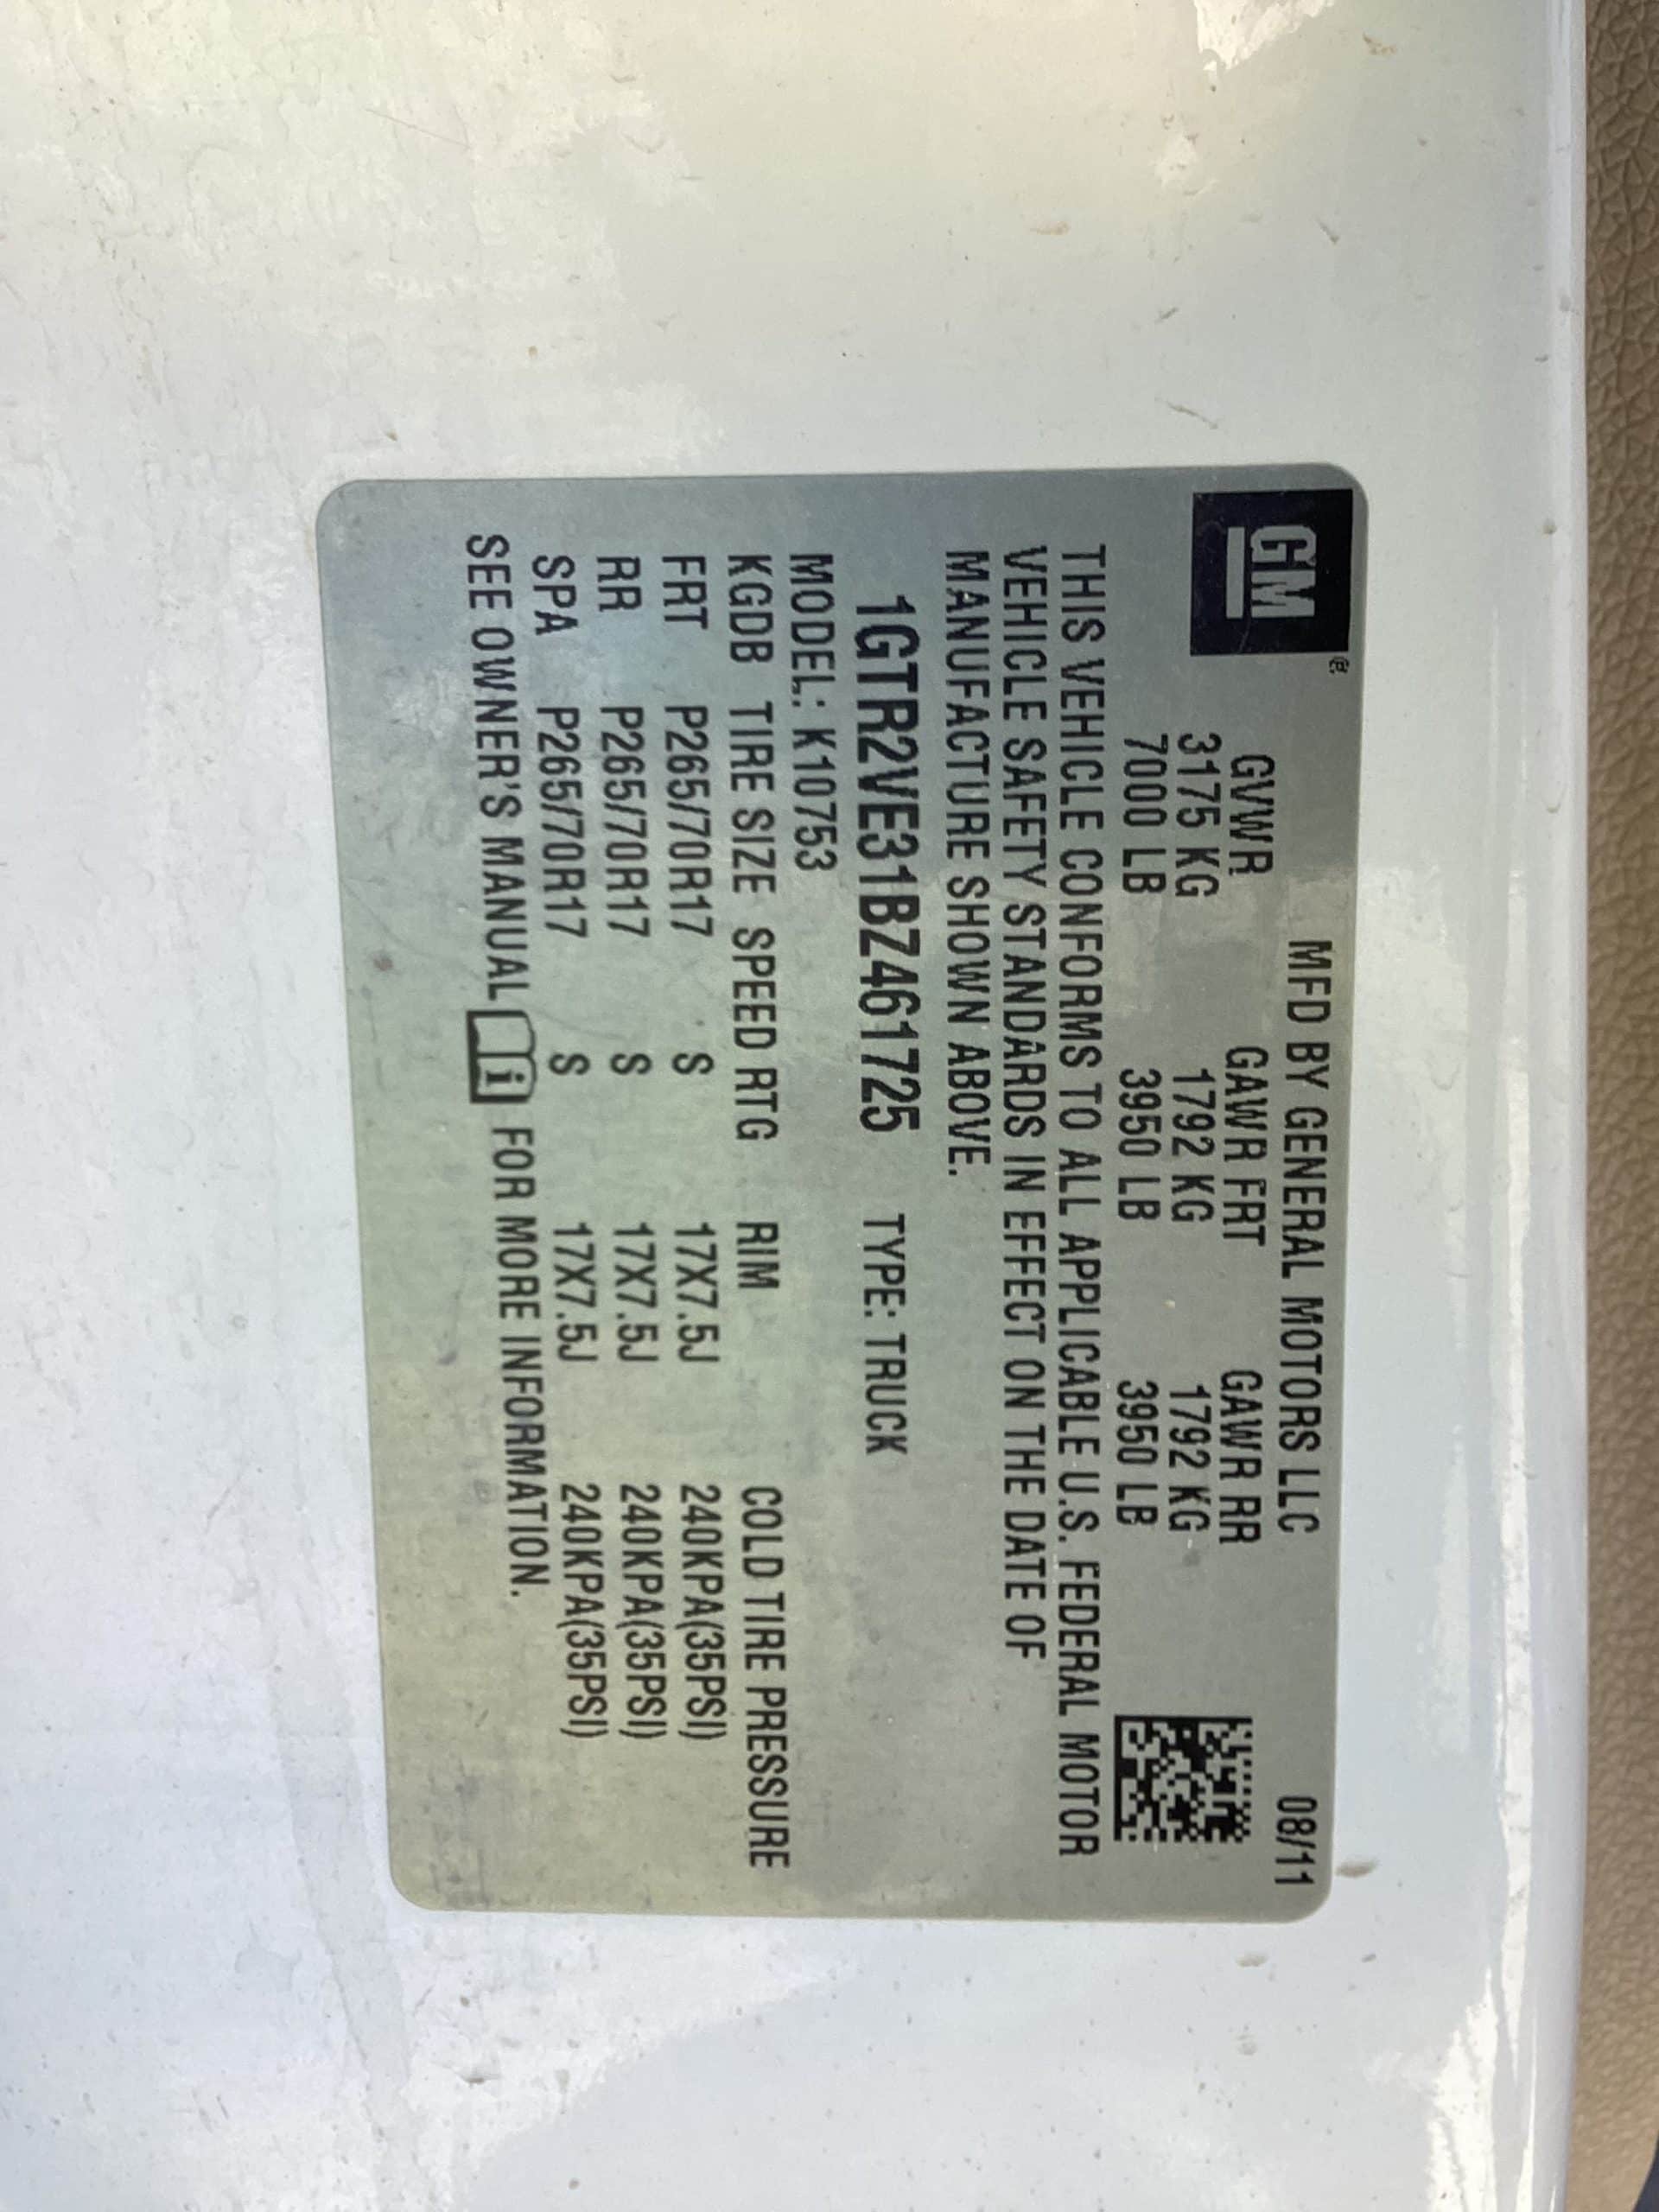 GM®
MFD BY GENERAL MOTORS LLC 08/11
GVWR GAWR FRT GAWR RR
3175 KG 1792 KG 1792 KG
7000 LB 3950 LB 3950 LB
THIS VEHICLE CONFORMS TO ALL APPLICABLE U.S. FEDERAL MOTOR
VEHICLE SAFETY STANDARDS IN EFFECT ON THE DATE OF
MANUFACTURE SHOWN ABOVE.
1GTR2VE31BZ461725 TYPE: TRUCK
MODEL: K10753
KGDB TIRE SIZE SPEED RTG RIM COLD TIRE PRESSURE
FRT P265/70R17 S 17X7.5J 240KPA(35PSI)
RR P265/70R17 S 17X7.5J 240KPA(35PSI)
SPA P265/70R17 S 17X7.5J 240KPA(35PSI)
SEE OWNER'S MANUAL i FOR MORE INFORMATION.